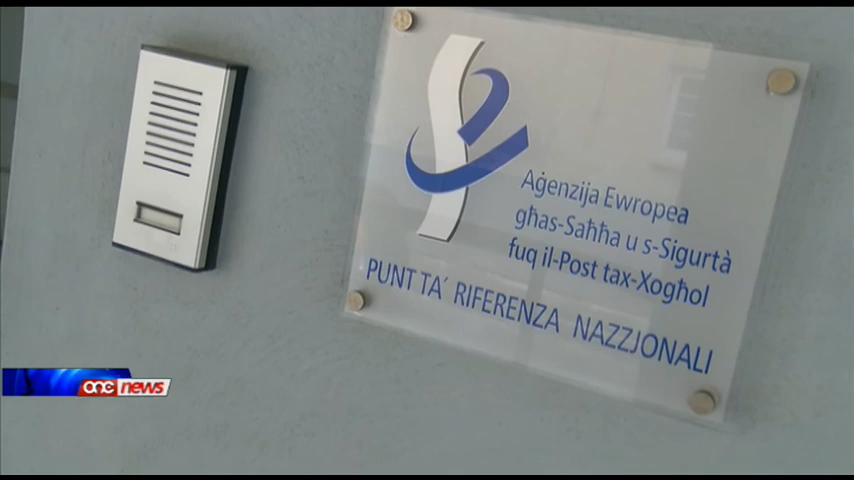 Aġenzija Ewropea
għas-Saħħa u s-Sigurtà
fuq il-Post tax-Xogħol
PUNT TA' RIFERENZA NAZZJONALI
one news